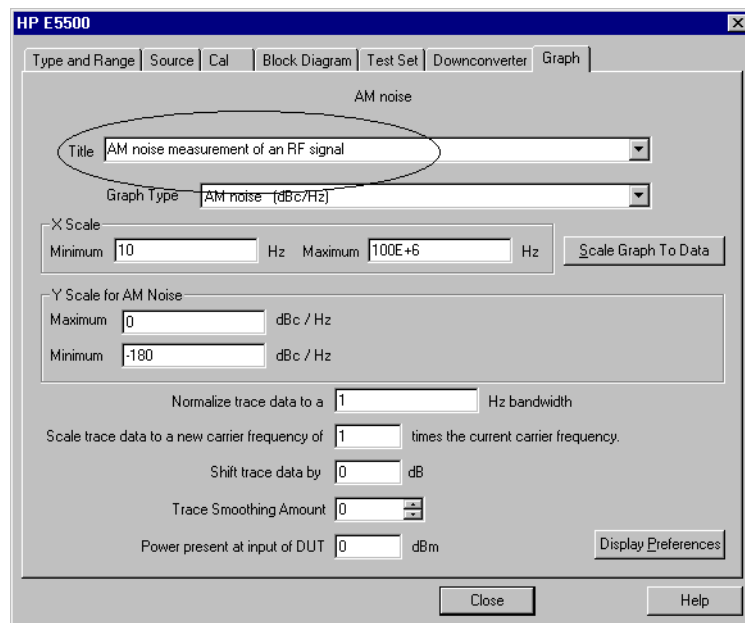 HP E5500
Type and Range Source Cal Block Diagram Test Set Downconverter Graph
AM noise
Title AM noise measurement of an RF signal
Graph Type AM noise (dBc/Hz)
X Scale
Minimum 10 Hz Maximum 100E+6 Hz Scale Graph To Data
Y Scale for AM Noise
Maximum 0 dBc / Hz
Minimum -180 dBc / Hz
Normalize trace data to a 1 Hz bandwidth
Scale trace data to a new carrier frequency of 1 times the current carrier frequency.
Shift trace data by 0 dB
Trace Smoothing Amount 0
Power present at input of DUT 0 dBm Display Preferences
Close Help